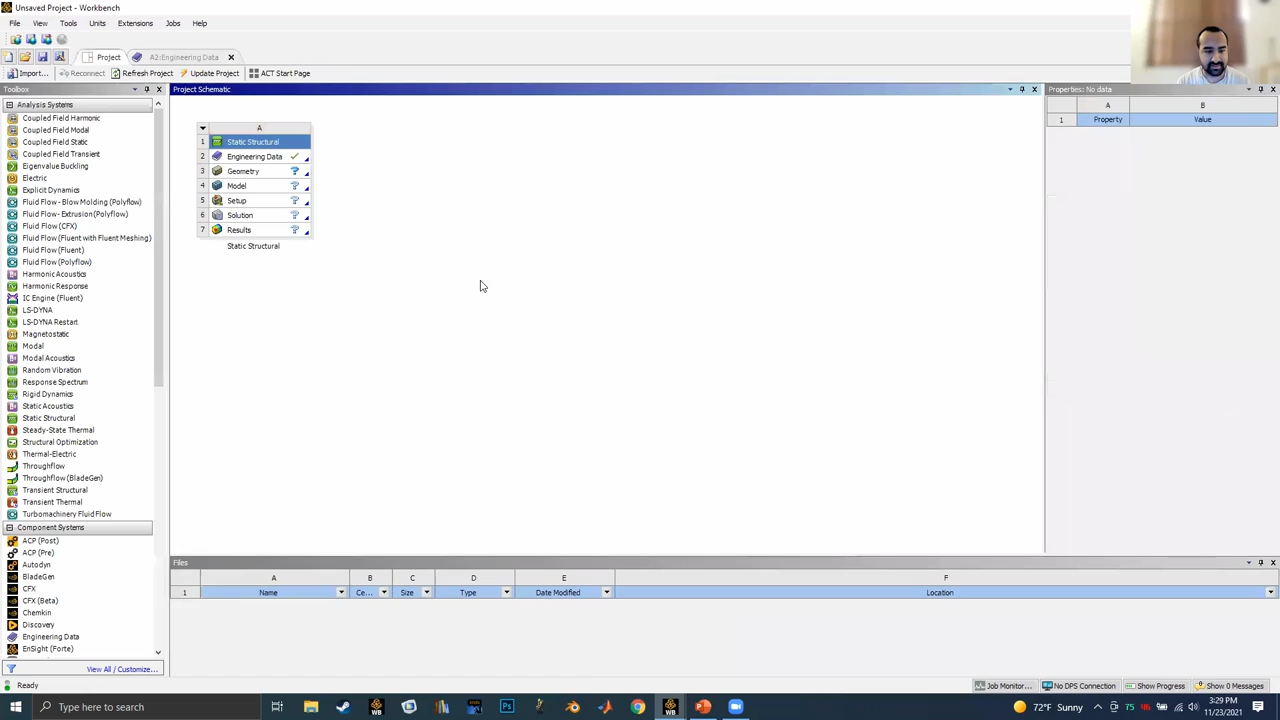 Unsaved Project - Workbench
File View Tools Units Extensions Jobs Help
Project A2:Engineering Data
Import... Reconnect Refresh Project Update Project ACT Start Page
Toolbox
Analysis Systems
Coupled Field Harmonic
Coupled Field Modal
Coupled Field Static
Coupled Field Transient
Eigenvalue Buckling
Electric
Explicit Dynamics
Fluid Flow - Blow Molding (Polyflow)
Fluid Flow - Extrusion (Polyflow)
Fluid Flow (CFX)
Fluid Flow (Fluent with Fluent Meshing)
Fluid Flow (Fluent)
Fluid Flow (Polyflow)
Harmonic Acoustics
Harmonic Response
IC Engine (Fluent)
LS-DYNA
LS-DYNA Restart
Magnetostatic
Modal
Modal Acoustics
Random Vibration
Response Spectrum
Rigid Dynamics
Static Acoustics
Static Structural
Steady-State Thermal
Structural Optimization
Thermal-Electric
Throughflow
Throughflow (BladeGen)
Transient Structural
Transient Thermal
Turbomachinery Fluid Flow
Component Systems
ACP (Post)
ACP (Pre)
Autodyn
BladeGen
CFX
CFX (Beta)
Chemkin
Discovery
Engineering Data
EnSight (Forte)
View All / Customize...
Project Schematic
A
1 Static Structural
2 Engineering Data
3 Geometry ?
4 Model ?
5 Setup ?
6 Solution ?
7 Results ?
Static Structural
Properties: No data
A B
1 Property Value
Files
A B C D E F
1 Name Ce... Size Type Date Modified Location
Ready
Job Monitor... No DPS Connection Show Progress Show 0 Messages
Type here to search
WB Ps WB
72°F Sunny 75 3:29 PM
11/23/2021